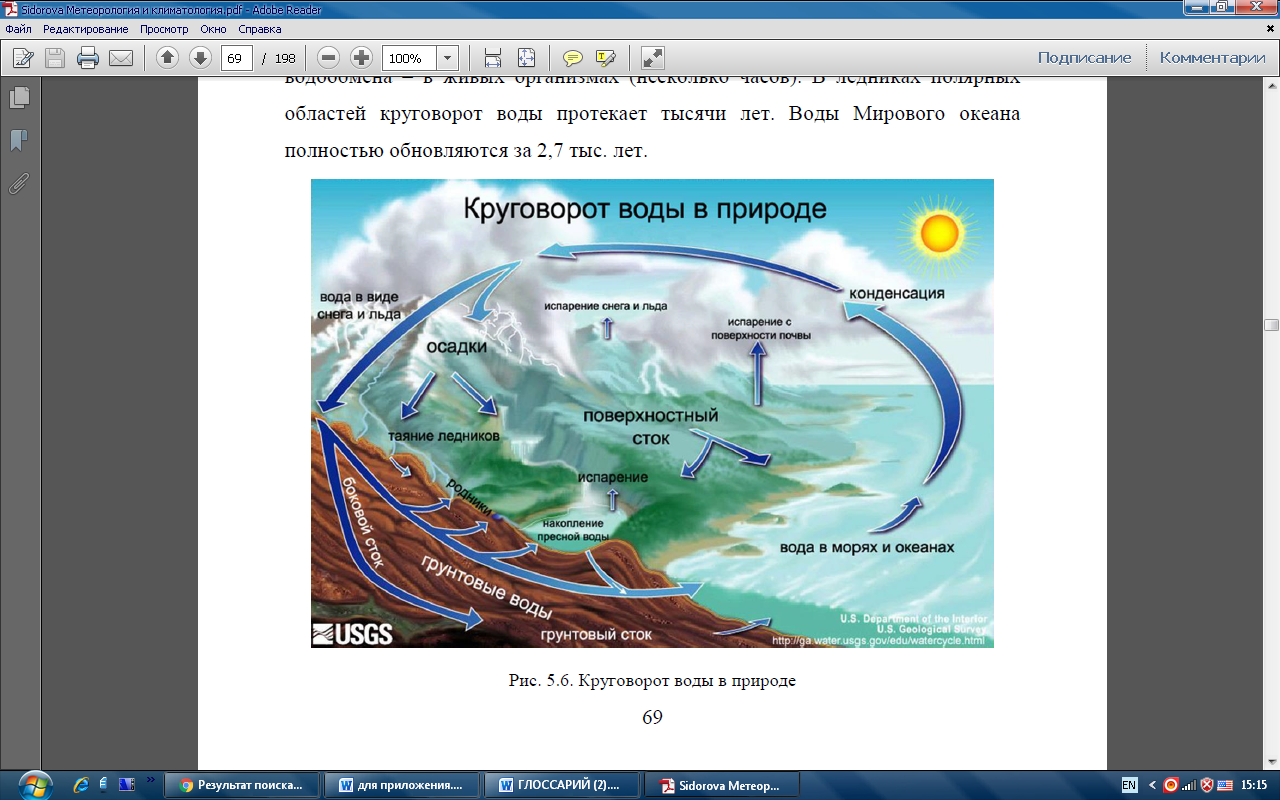 Sidorova Метеорология и климатология.pdf - Adobe Reader
Файл Редактирование Просмотр Окно Справка
69 / 198 100% Подписание Комментарии
водообмена – в живых организмах (несколько часов). В ледниках полярных
областей круговорот воды протекает тысячи лет. Воды Мирового океана
полностью обновляются за 2,7 тыс. лет.
Круговорот воды в природе
конденсация
вода в виде
снега и льда
испарение снега и льда
испарение с
поверхности почвы
осадки
поверхностный
сток
таяние ледников
испарение
родники
боковой сток
накопление
пресной воды
вода в морях и океанах
грунтовые воды
грунтовый сток
USGS
U.S. Department of the Interior
U.S. Geological Survey
http://ga.water.usgs.gov/edu/watercycle.html
Рис. 5.6. Круговорот воды в природе
69
Результат поиска... для приложения.... ГЛОССАРИЙ (2).... Sidorova Метеор... EN 15:15